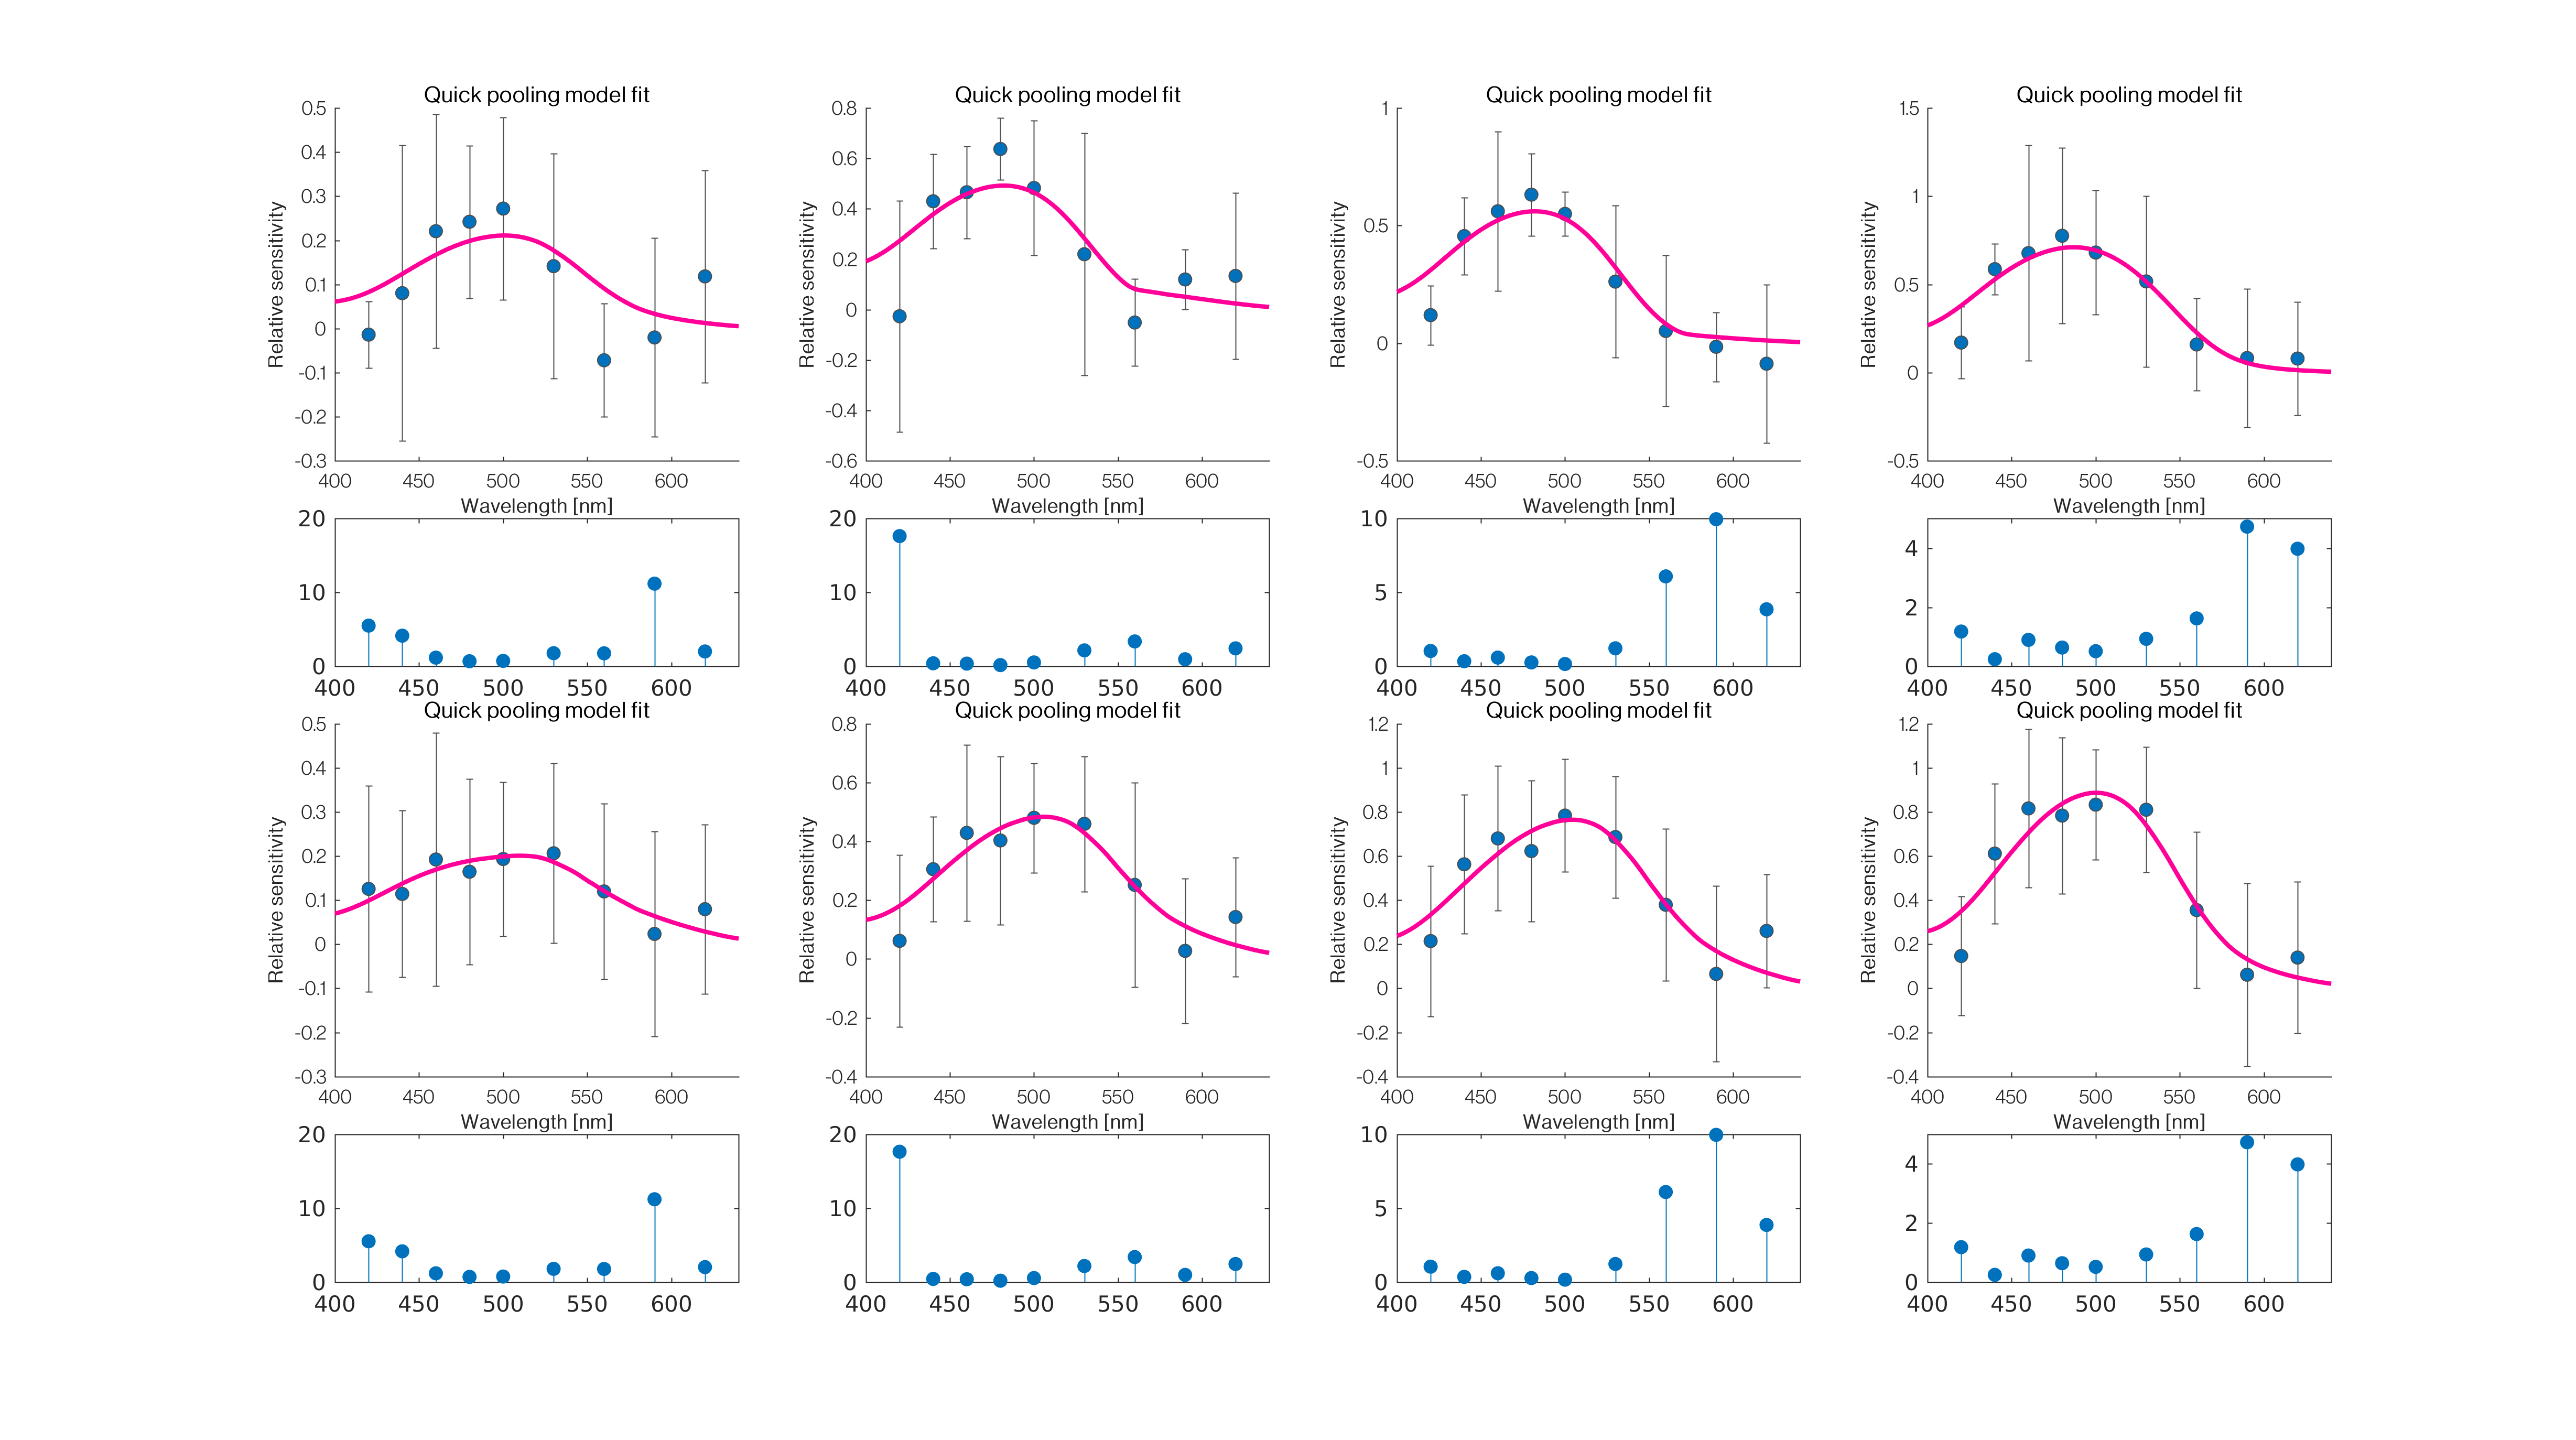 Quick pooling model fit Quick pooling model fit Quick pooling model fit Quick pooling model fit
0.5 0.8 1 1.5
0.4 0.6
0.3 0.4 0.5 1
0.2 0.2
0.1 0 0 0.5
0 -0.2
-0.1 -0.4 0
-0.2
-0.3 -0.6 -0.5 -0.5
Relative sensitivity Relative sensitivity Relative sensitivity Relative sensitivity
400 450 500 550 600 400 450 500 550 600 400 450 500 550 600 400 450 500 550 600
Wavelength [nm] Wavelength [nm] Wavelength [nm] Wavelength [nm]
20 20 10 4
10 10 5 2
0 0 0 0
400 450 500 550 600 400 450 500 550 600 400 450 500 550 600 400 450 500 550 600
Quick pooling model fit Quick pooling model fit Quick pooling model fit Quick pooling model fit
0.5 0.8 1.2 1.2
0.4 0.6 1 1
0.3 0.4 0.8 0.8
0.2 0.2 0.6 0.6
0.1 0 0.4 0.4
0 -0.2 0.2 0.2
-0.1 0 0
-0.2 -0.2 -0.2
-0.3 -0.4 -0.4 -0.4
Relative sensitivity Relative sensitivity Relative sensitivity Relative sensitivity
400 450 500 550 600 400 450 500 550 600 400 450 500 550 600 400 450 500 550 600
Wavelength [nm] Wavelength [nm] Wavelength [nm] Wavelength [nm]
20 20 10 4
10 10 5 2
0 0 0 0
400 450 500 550 600 400 450 500 550 600 400 450 500 550 600 400 450 500 550 600